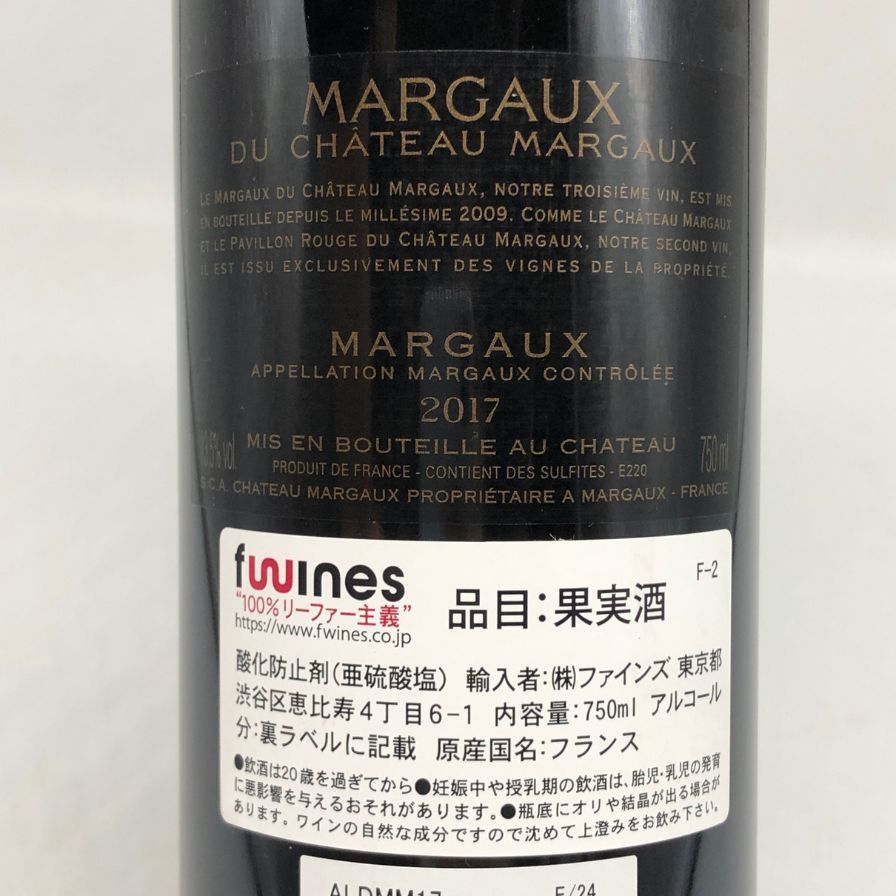 MARGAUX
DU CHÂTEAU MARGAUX
LE MARGAUX DU CHÂTEAU MARGAUX, NOTRE TROISIÈME VIN, EST MIS
EN BOUTEILLE DEPUIS LE MILLÉSIME 2009. COMME LE CHÂTEAU MARGAUX
ET LE PAVILLON ROUGE DU CHÂTEAU MARGAUX, NOTRE SECOND VIN,
IL EST ISSU EXCLUSIVEMENT DES VIGNES DE LA PROPRIÉTÉ.
MARGAUX
APPELLATION MARGAUX CONTRÔLÉE
2017
vol. MIS EN BOUTEILLE AU CHATEAU 750 ml
PRODUIT DE FRANCE - CONTIENT DES SULFITES - E220
S.C.A. CHATEAU MARGAUX PROPRIÉTAIRE A MARGAUX - FRANCE
fwines
"100%リーファー主義"
https://www.fwines.co.jp
品目:果実酒
F-2
酸化防止剤(亜硫酸塩) 輸入者:㈱ファインズ 東京都
渋谷区恵比寿4丁目6-1 内容量:750ml アルコール
分:裏ラベルに記載 原産国名:フランス
●飲酒は20歳を過ぎてから●妊娠中や授乳期の飲酒は、胎児・乳児の発育
に悪影響を与えるおそれがあります。●瓶底にオリや結晶が出る場合が
あります。ワインの自然な成分ですので沈めて上澄みをお飲み下さい。
ALDMM17 F/24